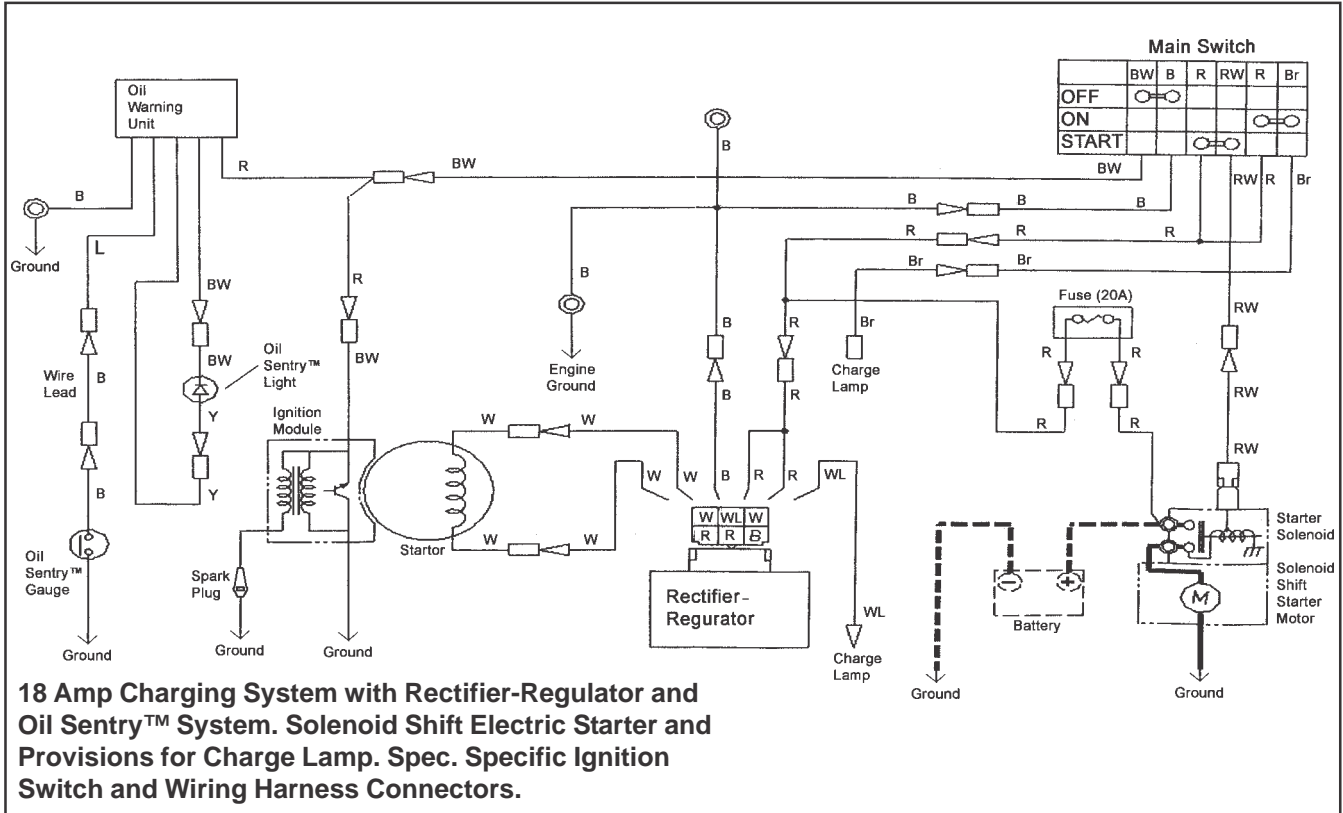 Main Switch
BW B R RW R Br
OFF
ON
START
Oil
Warning
Unit
R
BW
BW
RW
R
Br
B
B
B
B
B
R
R
R
Br
Br
Ground
L
BW
R
B
Engine
Ground
Fuse (20A)
RW
Wire
Lead
B
BW
Oil
Sentry™
Light
BW
B
R
Br
Charge
Lamp
R
R
RW
Y
Ignition
Module
W
W
R
R
RW
B
Y
W
W
B
R
R
WL
W WL W
R R B
Startor
W
W
Oil
Sentry™
Gauge
Spark
Plug
Rectifier-
Regurator
WL
Battery
Starter
Solenoid
Solenoid
Shift
Starter
Motor
M
Ground
Ground
Ground
Charge
Lamp
Ground
Ground
18 Amp Charging System with Rectifier-Regulator and
Oil Sentry™ System. Solenoid Shift Electric Starter and
Provisions for Charge Lamp. Spec. Specific Ignition
Switch and Wiring Harness Connectors.